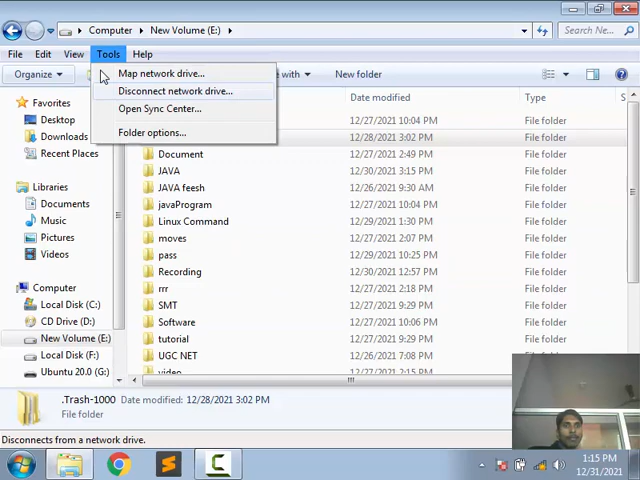 Computer ▸ New Volume (E:) ▸
File Edit View Tools Help
Organize with New folder
Map network drive...
Disconnect network drive...
Open Sync Center...
Folder options...
Date modified Type
Favorites
Desktop
Downloads
Recent Places
Libraries
Documents
Music
Pictures
Videos
Computer
Local Disk (C:)
CD Drive (D:)
New Volume (E:)
Local Disk (F:)
Ubuntu 20.0 (G:)
12/27/2021 10:04 PM File folder
12/28/2021 3:02 PM File folder
Document 12/27/2021 2:49 PM File folder
JAVA 12/30/2021 3:15 PM File folder
JAVA feesh 12/26/2021 9:30 AM File folder
javaProgram 12/27/2021 10:04 PM File folder
Linux Command 12/29/2021 1:30 PM File folder
moves 12/26/2021 2:07 PM File folder
pass 12/29/2021 10:25 PM File folder
Recording 12/30/2021 12:57 PM File folder
rrr 12/27/2021 2:18 PM File folder
SMT 12/27/2021 2:15 PM File folder
Software 12/27/2021 10:06 PM File folder
tutorial 12/27/2021 9:59 PM File folder
UGC NET 12/26/2021 7:08 PM File folder
video 12/27/2021
.Trash-1000 Date modified: 12/28/2021 3:02 PM
File folder
Disconnects from a network drive.
1:15 PM
12/31/2021